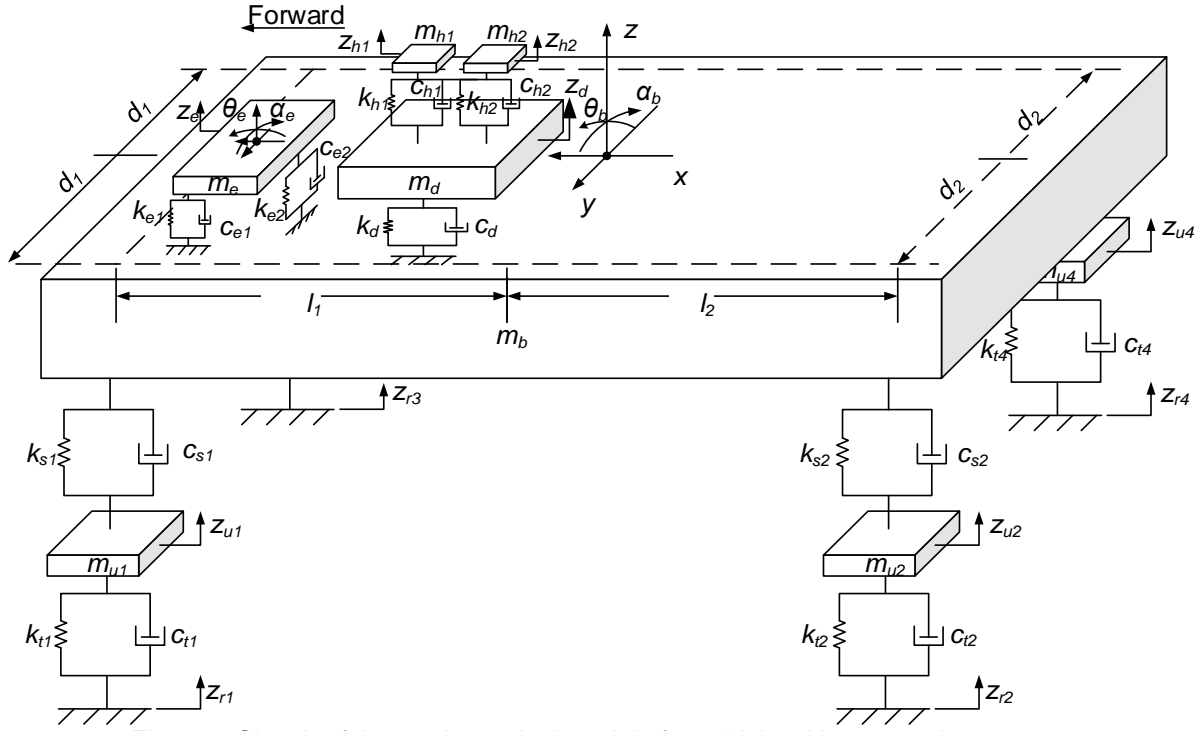 Forward
m_h1 m_h2 z
z_h1 z_h2
c_h1 c_h2
k_h1 k_h2 z_d α_b
d_1 z_e θ_e α_e θ_b d_2
c_e2
d_1 m_e m_d x d_2
k_e1 c_e1 k_e2 y
k_d c_d z_u4
l_1 l_2
m_b
k_t4 c_t4
z_r3 z_r4
k_s1 c_s1 k_s2 c_s2
z_u1 z_u2
m_u1 m_u2
k_t1 c_t1 k_t2 c_t2
z_r1 z_r2